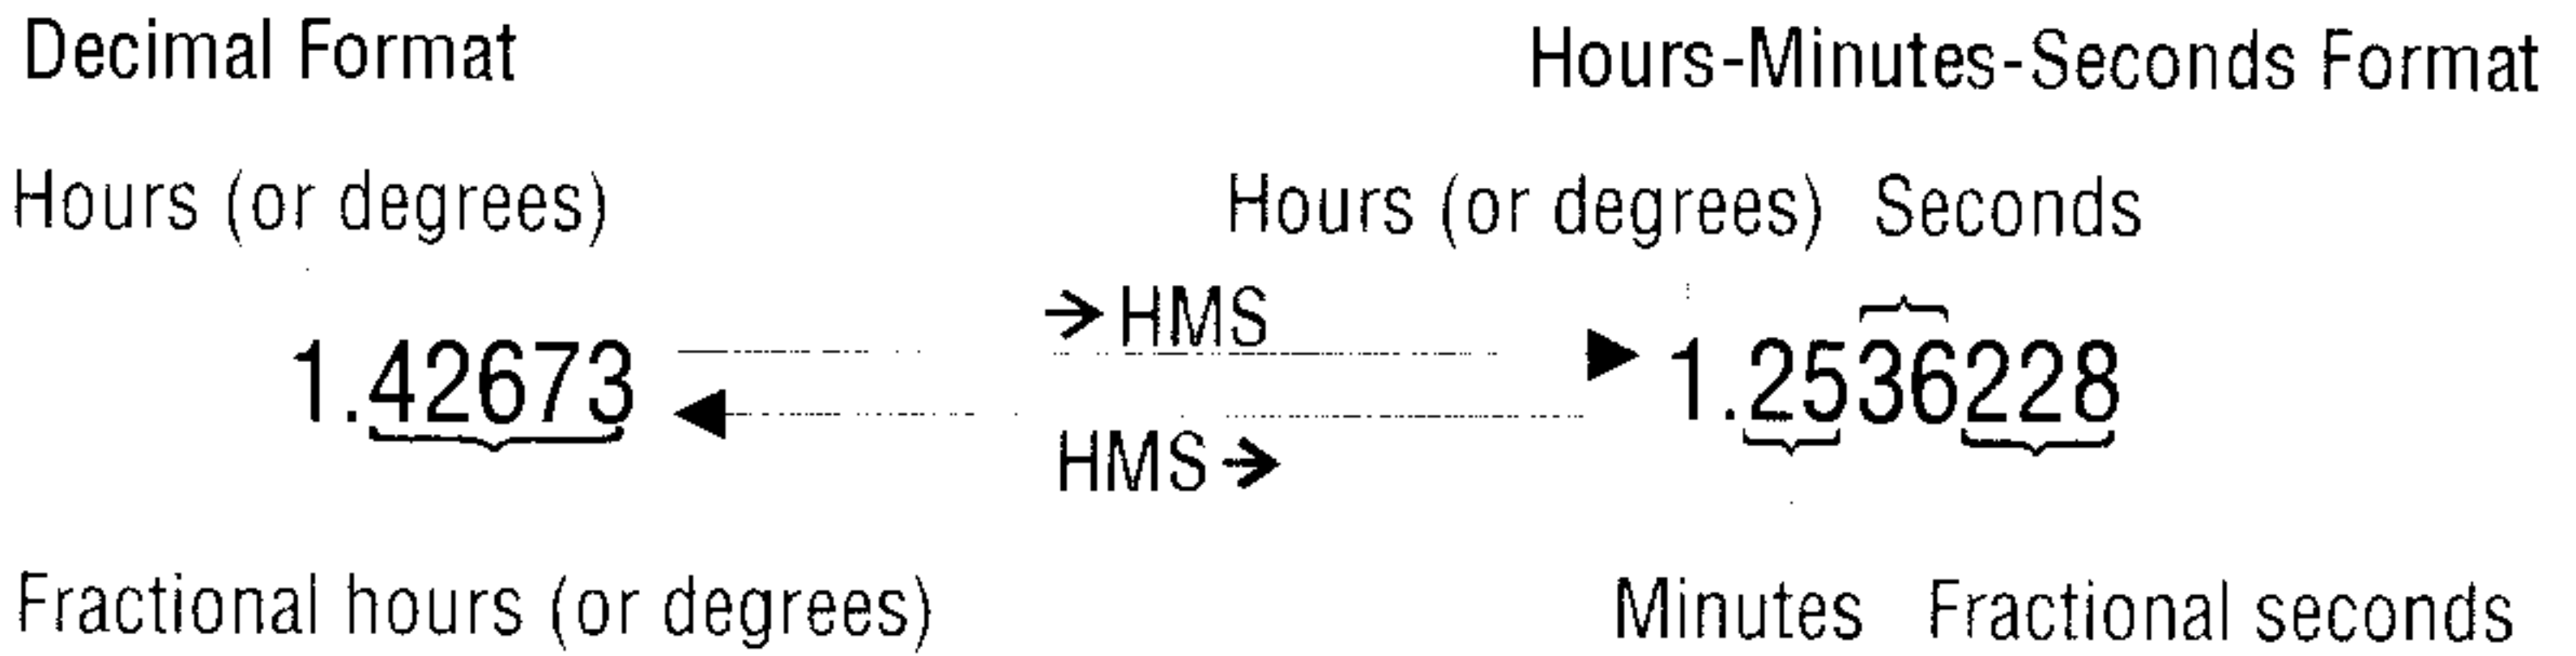 Decimal Format Hours-Minutes-Seconds Format
Hours (or degrees) Hours (or degrees) Seconds
→HMS
1.42673 1.2536228
HMS→
Fractional hours (or degrees) Minutes Fractional seconds